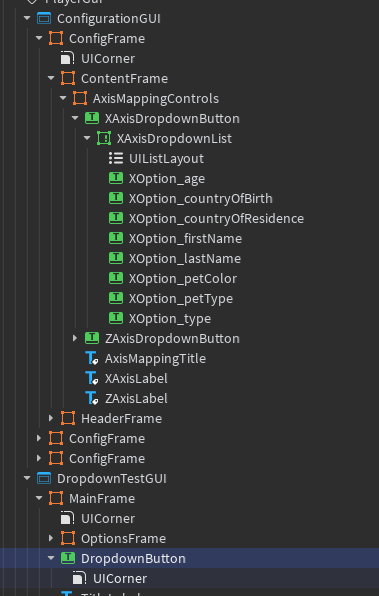 PlayerGui
ConfigurationGUI
ConfigFrame
UICorner
ContentFrame
AxisMappingControls
XAxisDropdownButton
XAxisDropdownList
UIListLayout
XOption_age
XOption_countryOfBirth
XOption_countryOfResidence
XOption_firstName
XOption_lastName
XOption_petColor
XOption_petType
XOption_type
ZAxisDropdownButton
AxisMappingTitle
XAxisLabel
ZAxisLabel
HeaderFrame
ConfigFrame
ConfigFrame
DropdownTestGUI
MainFrame
UICorner
OptionsFrame
DropdownButton
UICorner
TitleLabel